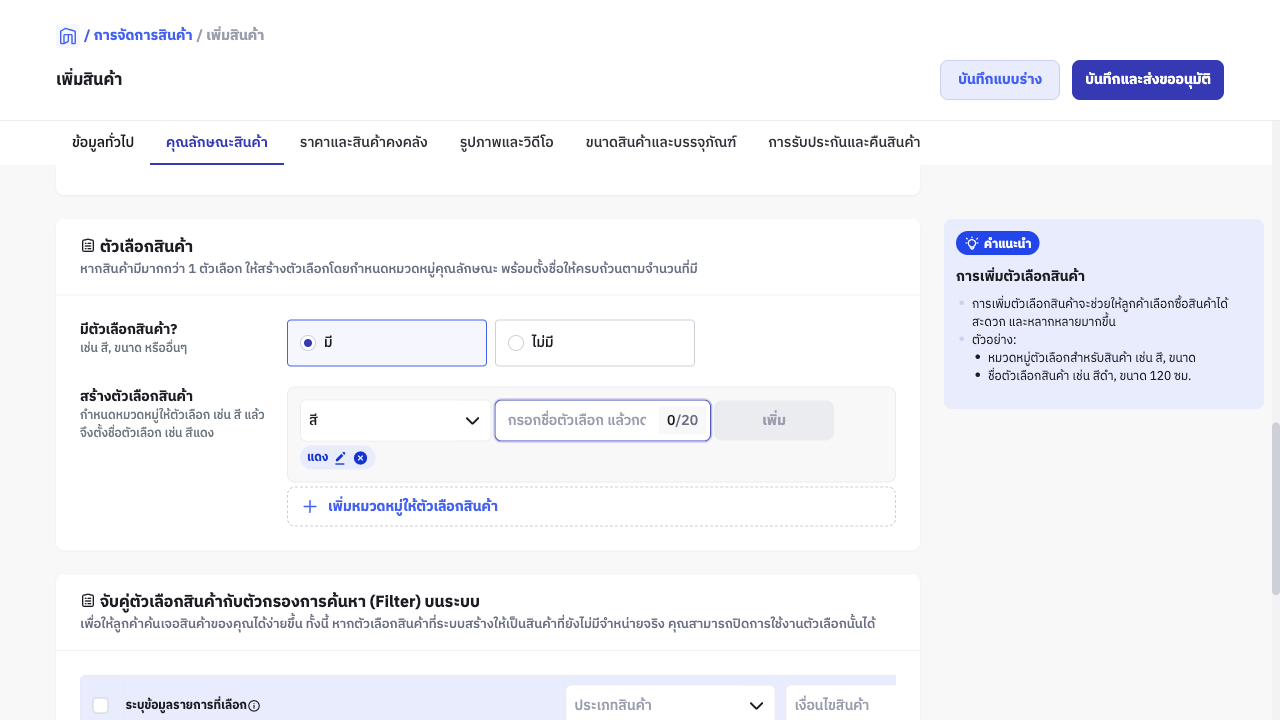 / การจัดการสินค้า / เพิ่มสินค้า
เพิ่มสินค้า
บันทึกแบบร่าง
บันทึกและส่งขออนุมัติ
ข้อมูลทั่วไป
คุณลักษณะสินค้า
ราคาและสินค้าคงคลัง
รูปภาพและวิดีโอ
ขนาดสินค้าและบรรจุภัณฑ์
การรับประกันและคืนสินค้า
ตัวเลือกสินค้า
หากสินค้ามีมากกว่า 1 ตัวเลือก ให้สร้างตัวเลือกโดยกำหนดหมวดหมู่คุณลักษณะ พร้อมตั้งชื่อให้ครบถ้วนตามจำนวนที่มี
มีตัวเลือกสินค้า?
เช่น สี, ขนาด หรืออื่นๆ
มี
ไม่มี
สร้างตัวเลือกสินค้า
กำหนดหมวดหมู่ให้ตัวเลือก เช่น สี แล้ว
จึงตั้งชื่อตัวเลือก เช่น สีแดง
สี
กรอกชื่อตัวเลือก แล้วกด
0/20
เพิ่ม
แดง
เพิ่มหมวดหมู่ให้ตัวเลือกสินค้า
คำแนะนำ
การเพิ่มตัวเลือกสินค้า
การเพิ่มตัวเลือกสินค้าจะช่วยให้ลูกค้าเลือกซื้อสินค้าได้
สะดวก และหลากหลายมากขึ้น
ตัวอย่าง:
หมวดหมู่ตัวเลือกสำหรับสินค้า เช่น สี, ขนาด
ชื่อตัวเลือกสินค้า เช่น สีดำ, ขนาด 120 ซม.
จับคู่ตัวเลือกสินค้ากับตัวกรองการค้นหา (Filter) บนระบบ
เพื่อให้ลูกค้าค้นเจอสินค้าของคุณได้ง่ายขึ้น ทั้งนี้ หากตัวเลือกสินค้าที่ระบบสร้างให้เป็นสินค้าที่ยังไม่มีจำหน่ายจริง คุณสามารถปิดการใช้งานตัวเลือกนั้นได้
ระบุข้อมูลรายการที่เลือก
ประเภทสินค้า
เงื่อนไขสินค้า